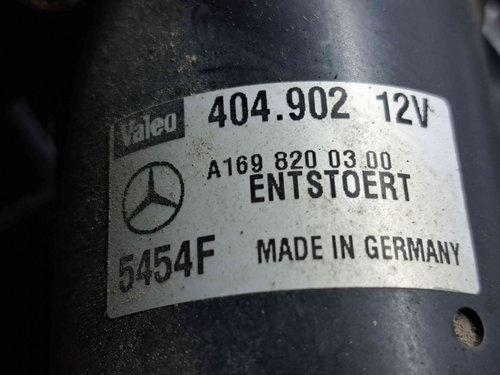 Valeo 404.902 12V
A169 820 03 00
ENTSTOERT
5454F MADE IN GERMANY